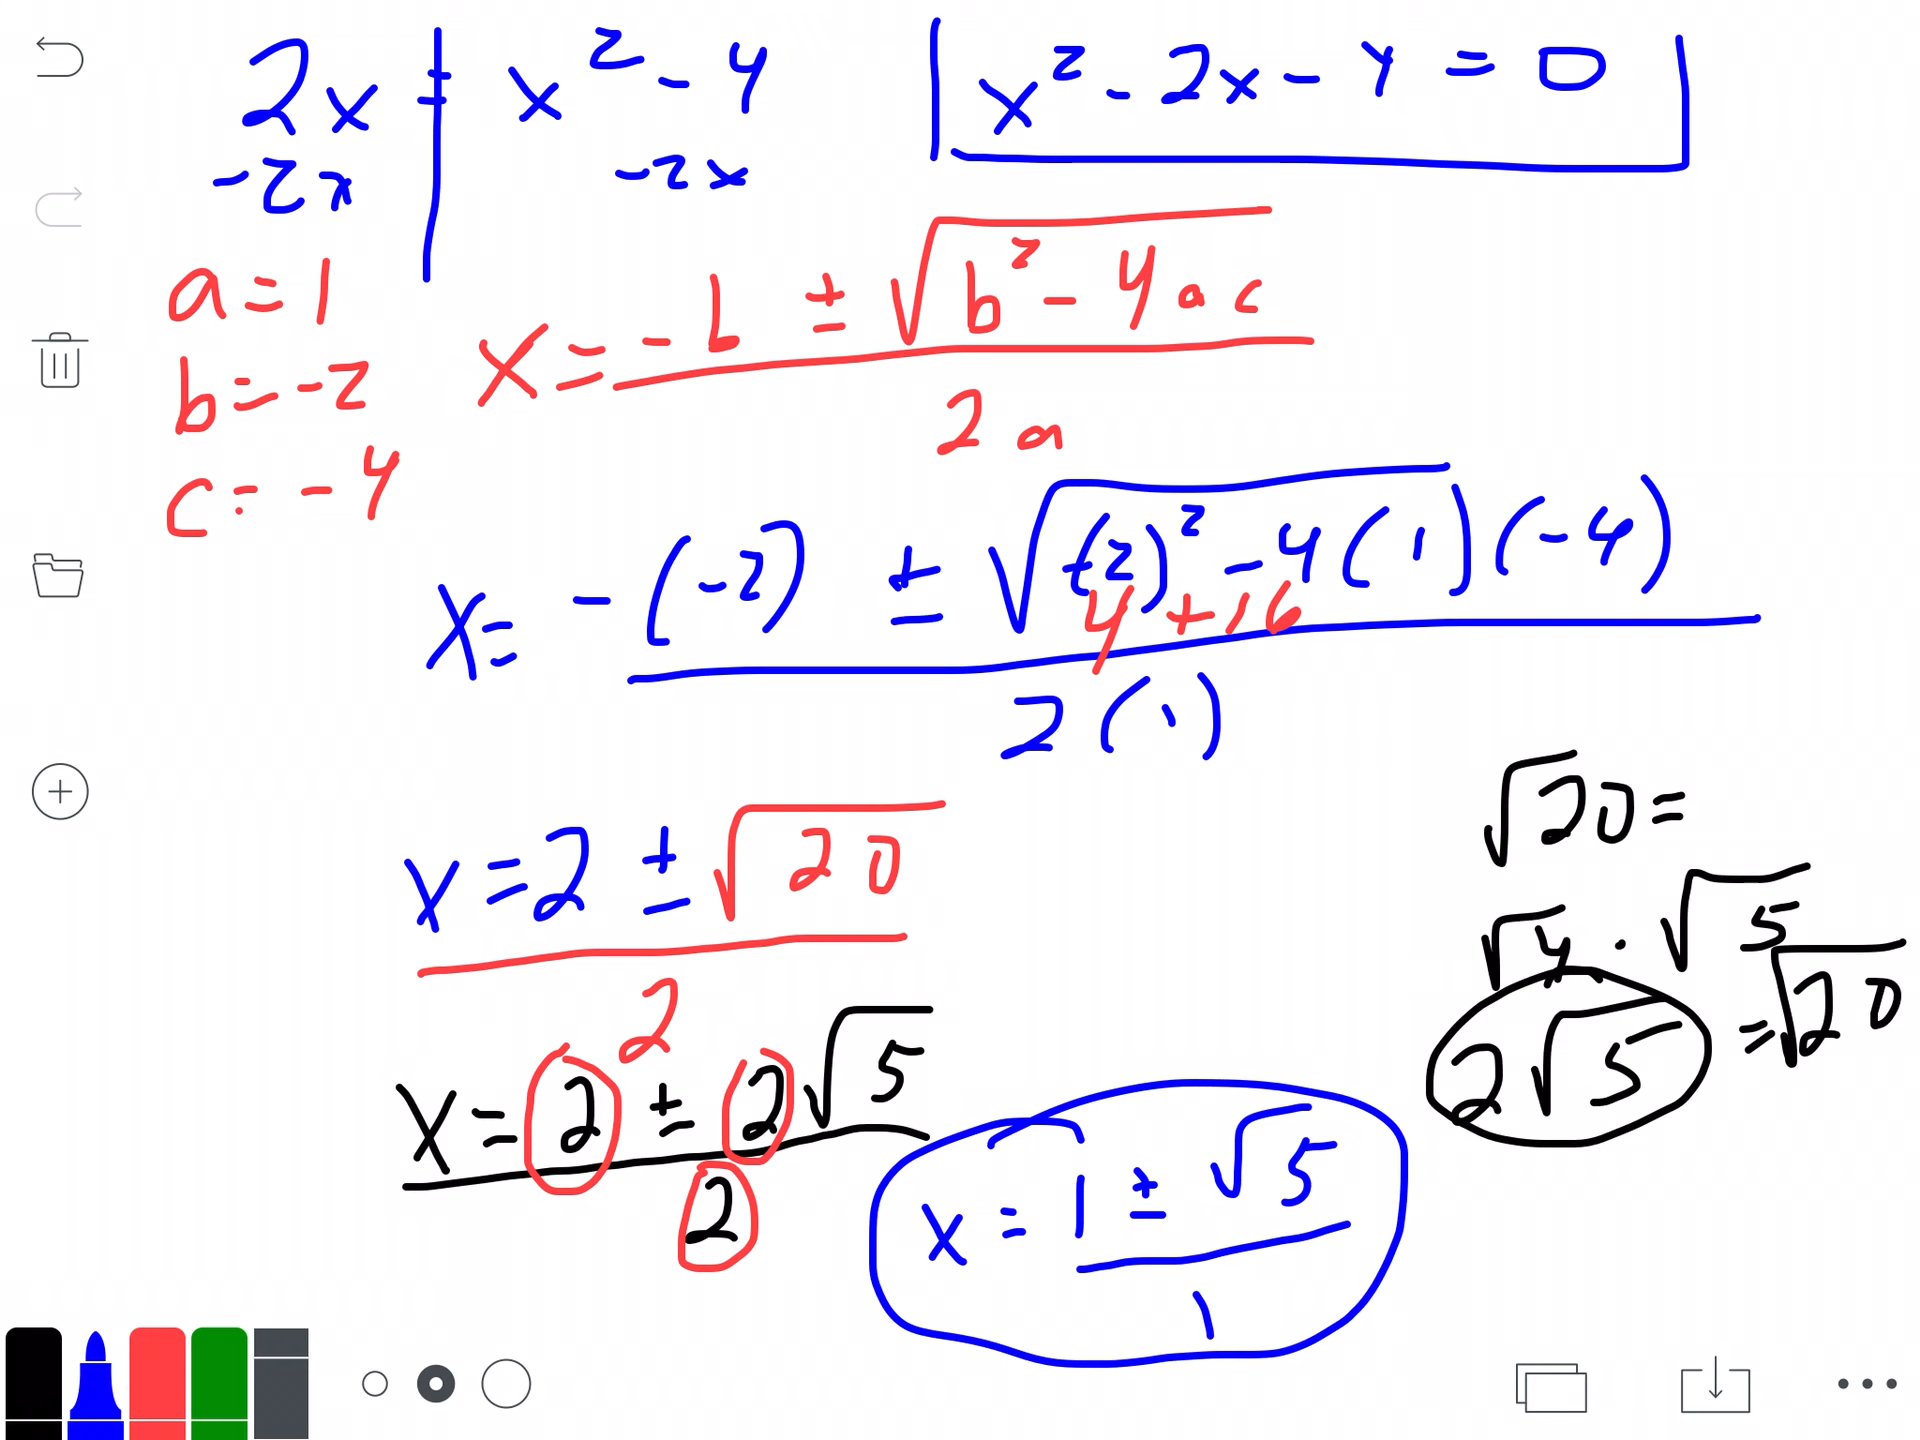 2x = x² - 4
-2x -2x
x² - 2x - 4 = 0
a = 1
b = -2
c = -4
x = -b ± √(b² - 4ac)
2a
x = -(-2) ± √((-2)² - 4(1)(-4))
4 + 16
2(1)
x = 2 ± √20
2
x = 2 ± 2√5
2
√20 =
√4 · √5
2√5 = √20
x = 1 ± √5
1